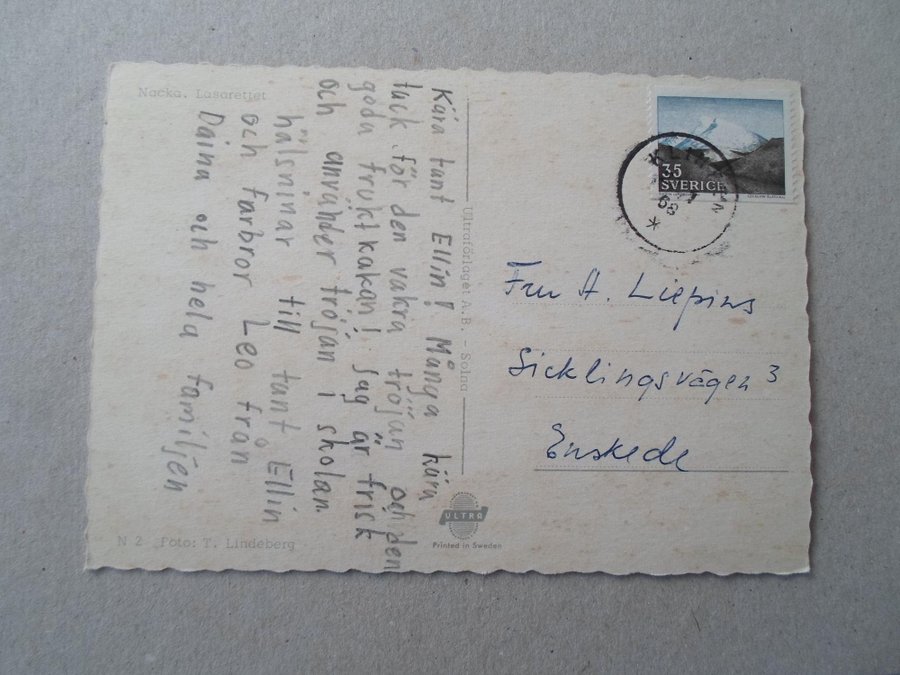 Nacka. Lasarettet
Kära tant Ellin! Många kära
tack för den vakra tröjan och den
goda fruktkakan! Jag är frisk
och använder tröjan i skolan.
hälsninar till tant Ellin
och farbror Leo från
Daina och hela familjen
N 2 Foto: T. Lindeberg
Ultraförlaget A.B. - Solna
ULTRA
Printed in Sweden
35
SVERIGE
68
Fru A. Liepins
Sicklingsvägen 3
Enskede